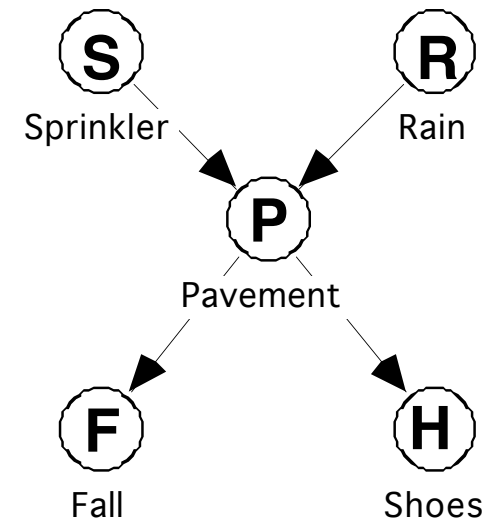 S R
Sprinkler Rain
P
Pavement
F H
Fall Shoes